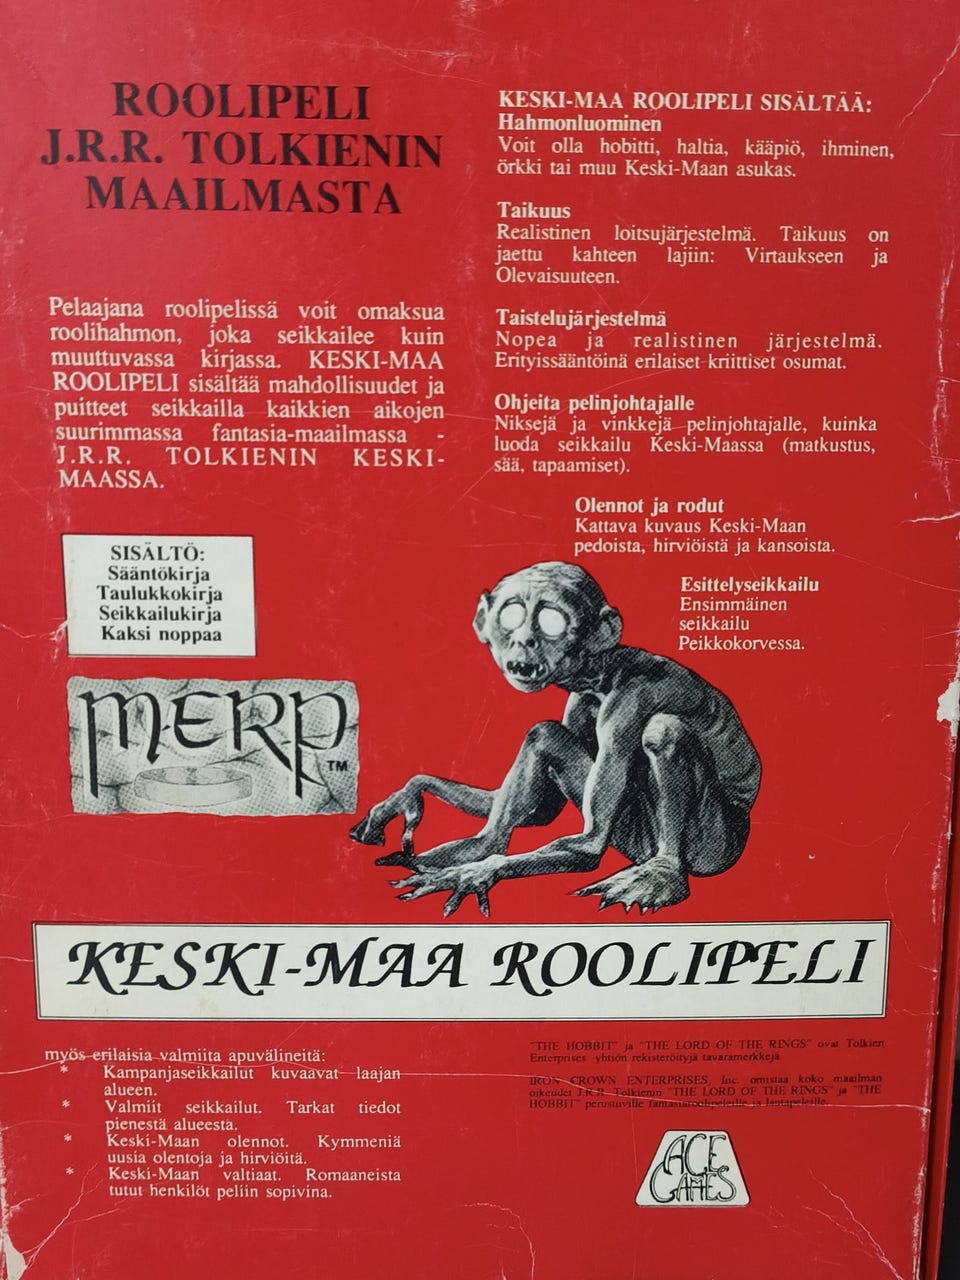 ROOLIPELI
J.R.R. TOLKIENIN
MAAILMASTA
Pelaajana roolipelissä voit omaksua
roolihahmon, joka seikkailee kuin
muuttuvassa kirjassa. KESKI-MAA
ROOLIPELI sisältää mahdollisuudet ja
puitteet seikkailla kaikkien aikojen
suurimmassa fantasia-maailmassa -
J.R.R. TOLKIENIN KESKI-
MAASSA.
SISÄLTÖ:
Sääntökirja
Taulukkokirja
Seikkailukirja
Kaksi noppaa
MERP
TM
KESKI-MAA ROOLIPELI SISÄLTÄÄ:
Hahmonluominen
Voit olla hobitti, haltia, kääpiö, ihminen,
örkki tai muu Keski-Maan asukas.
Taikuus
Realistinen loitsujärjestelmä. Taikuus on
jaettu kahteen lajiin: Virtaukseen ja
Olevaisuuteen.
Taistelujärjestelmä
Nopea ja realistinen järjestelmä.
Erityissääntöinä erilaiset kriittiset osumat.
Ohjeita pelinjohtajalle
Niksejä ja vinkkejä pelinjohtajalle, kuinka
luoda seikkailu Keski-Maassa (matkustus,
sää, tapaamiset).
Olennot ja rodut
Kattava kuvaus Keski-Maan
pedoista, hirviöistä ja kansoista.
Esittelyseikkailu
Ensimmäinen
seikkailu
Peikkokorvessa.
KESKI-MAA ROOLIPELI
myös erilaisia valmiita apuvälineitä:
* Kampanjaseikkailut kuvaavat laajan
alueen.
* Valmiit seikkailut. Tarkat tiedot
pienestä alueesta.
* Keski-Maan olennot. Kymmeniä
uusia olentoja ja hirviöitä.
* Keski-Maan valtiaat. Romaaneista
tutut henkilöt peliin sopivina.
"THE HOBBIT" ja "THE LORD OF THE RINGS" ovat Tolkien
Enterprises -yhtiön rekisteröityjä tavaramerkkejä.
IRON CROWN ENTERPRISES, Inc. omistaa koko maailman
oikeudet J.R.R. Tolkienin "THE LORD OF THE RINGS" ja "THE
HOBBIT" perustuville fantasiaroolipeleille ja lautapeleille.
ACE
GAMES